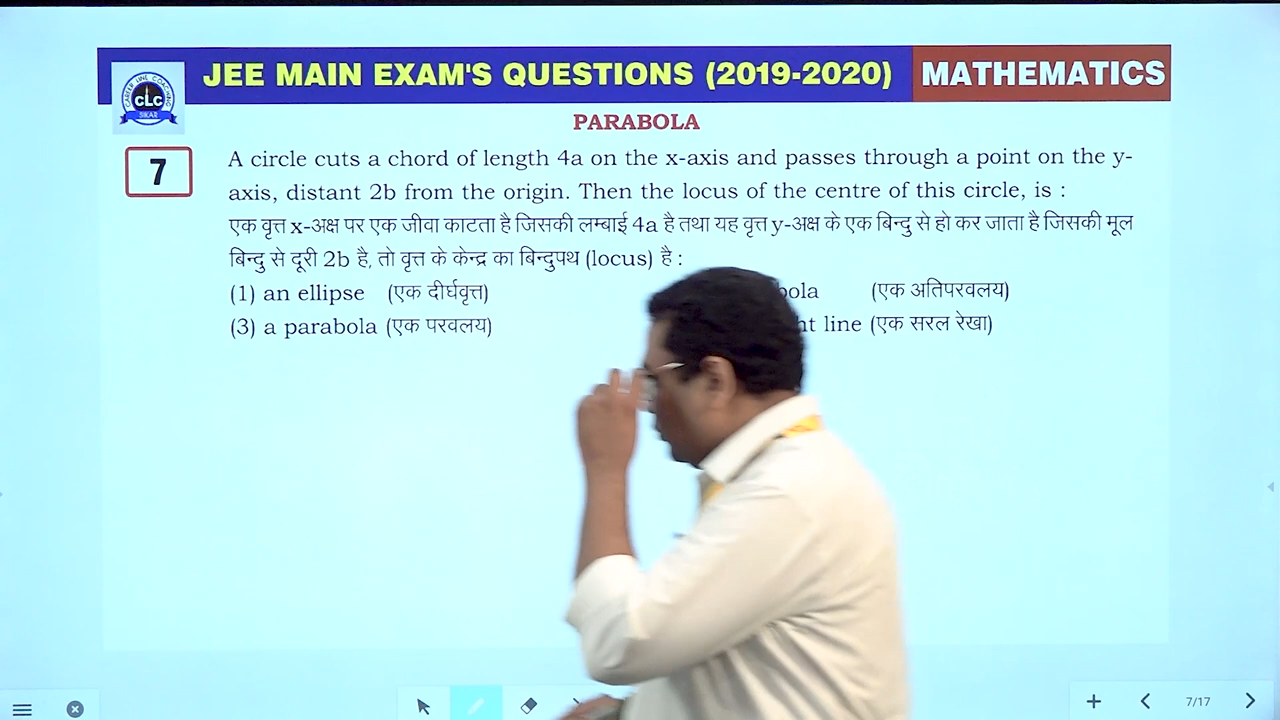 JEE MAIN EXAM'S QUESTIONS (2019-2020) MATHEMATICS
CLC
SIKAR
PARABOLA
7
A circle cuts a chord of length 4a on the x-axis and passes through a point on the y-
axis, distant 2b from the origin. Then the locus of the centre of this circle, is :
एक वृत्त x-अक्ष पर एक जीवा काटता है जिसकी लम्बाई 4a है तथा यह वृत्त y-अक्ष के एक बिन्दु से हो कर जाता है जिसकी मूल
बिन्दु से दूरी 2b है, तो वृत्त के केन्द्र का बिन्दुपथ (locus) है :
(1) an ellipse (एक दीर्घवृत्त) (एक अतिपरवलय)
(3) a parabola (एक परवलय) line (एक सरल रेखा)
7/17